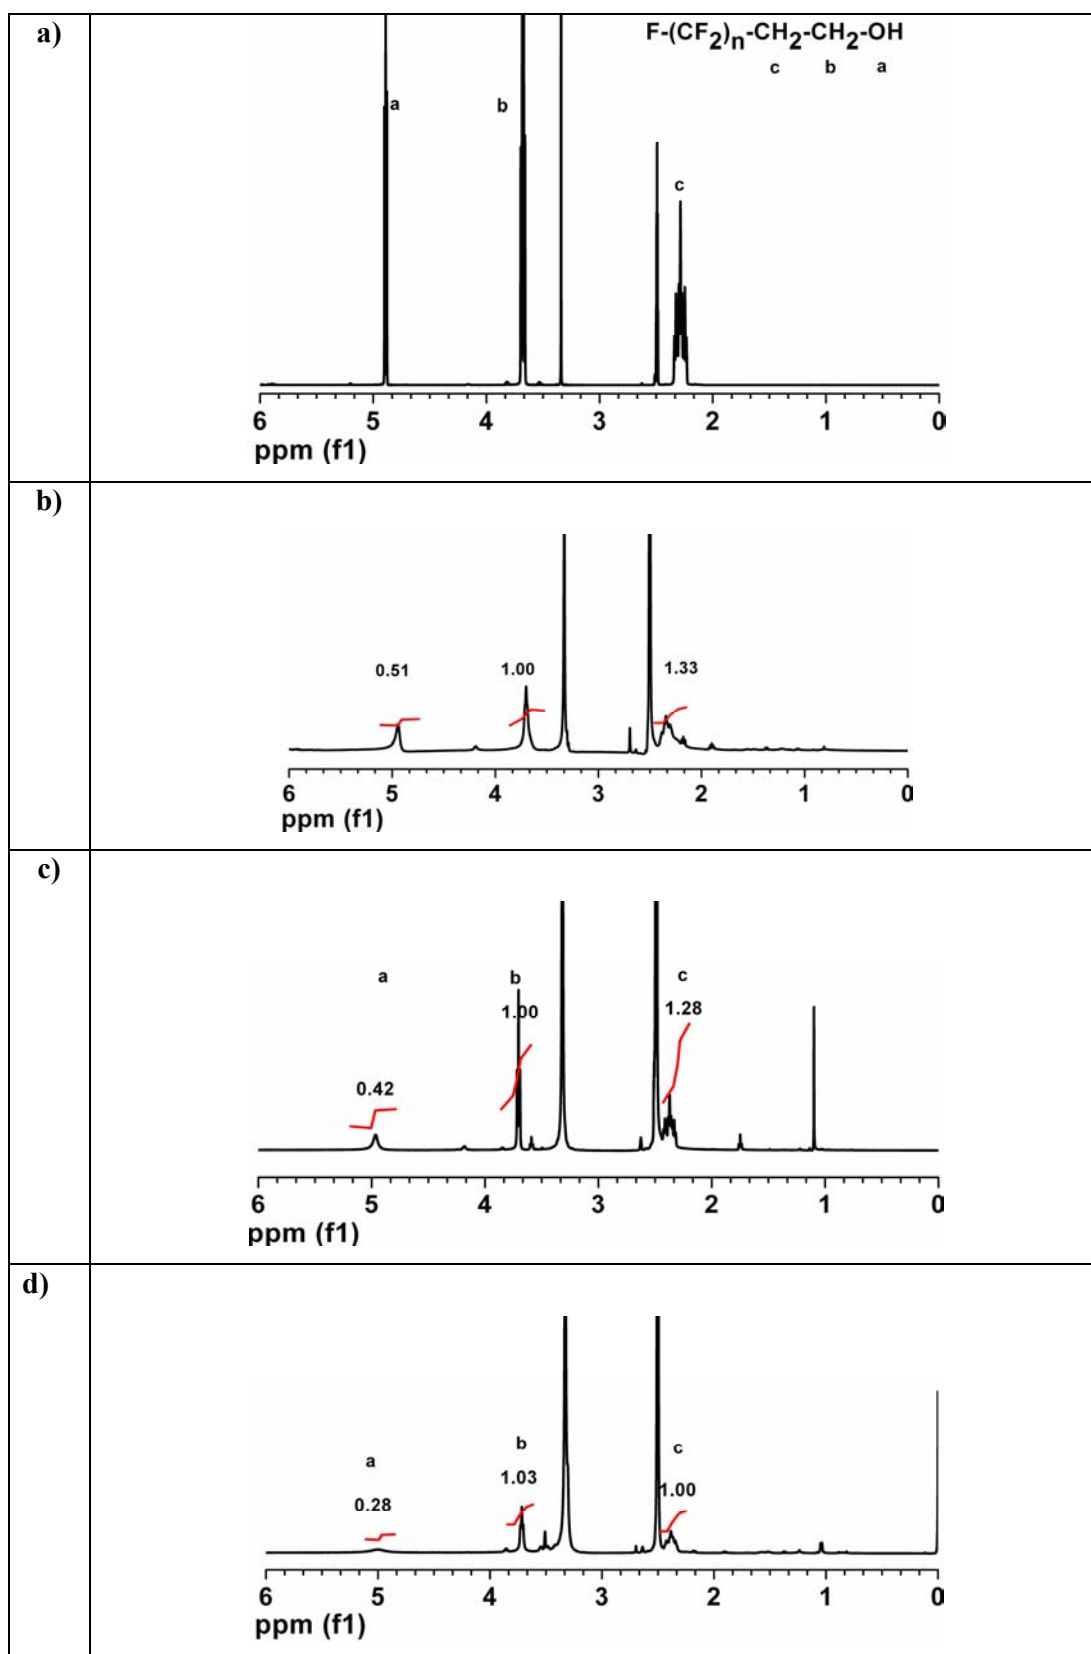 a)
F-(CF2)n-CH2-CH2-OH
c b a
a b
c
6 5 4 3 2 1 0
ppm (f1)
b)
0.51 1.00 1.33
6 5 4 3 2 1 0
ppm (f1)
c)
a b c
1.00 1.28
0.42
6 5 4 3 2 1 0
ppm (f1)
d)
b c
a
1.03
1.00
0.28
6 5 4 3 2 1 0
ppm (f1)